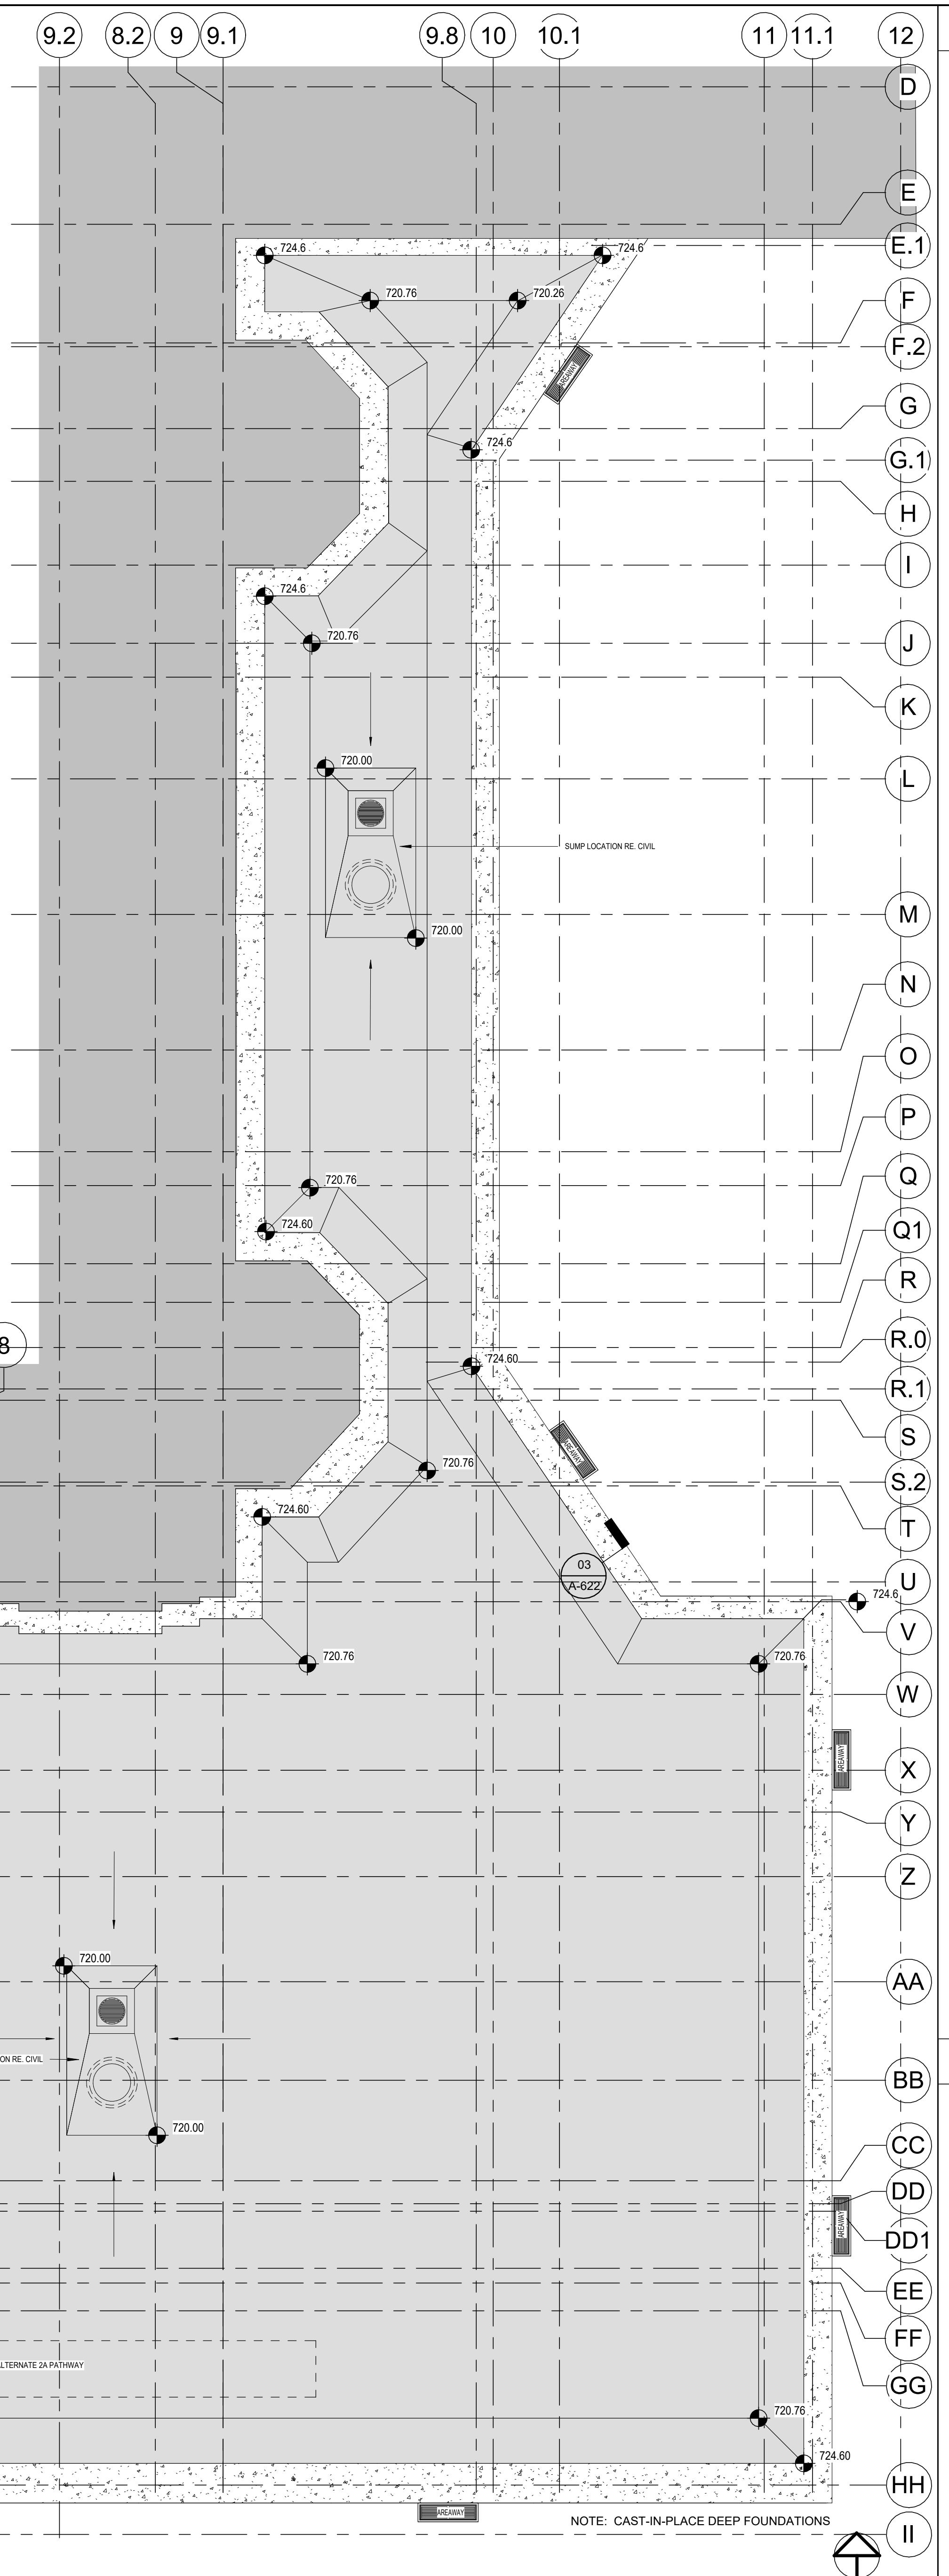 9.2 8.2 9 9.1 9.8 10 10.1 11 11.1 12
D
E
E.1
724.6 724.6
720.76 720.26
F
F.2
AREAWAY
G
724.6
G.1
H
I
724.6
720.76
J
K
720.00
L
SUMP LOCATION RE. CIVIL
M
720.00
N
O
P
720.76
Q
724.60
Q1
R
8
R.0
724.60
R.1
S
AREAWAY
720.76
S.2
724.60
T
03
A-622
U
724.6
V
720.76 720.76
W
AREAWAY
X
Y
Z
720.00
AA
ON RE. CIVIL
BB
720.00
CC
DD
AREAWAY
DD1
EE
FF
LTERNATE 2A PATHWAY
GG
720.76
724.60
HH
AREAWAY
NOTE: CAST-IN-PLACE DEEP FOUNDATIONS
II